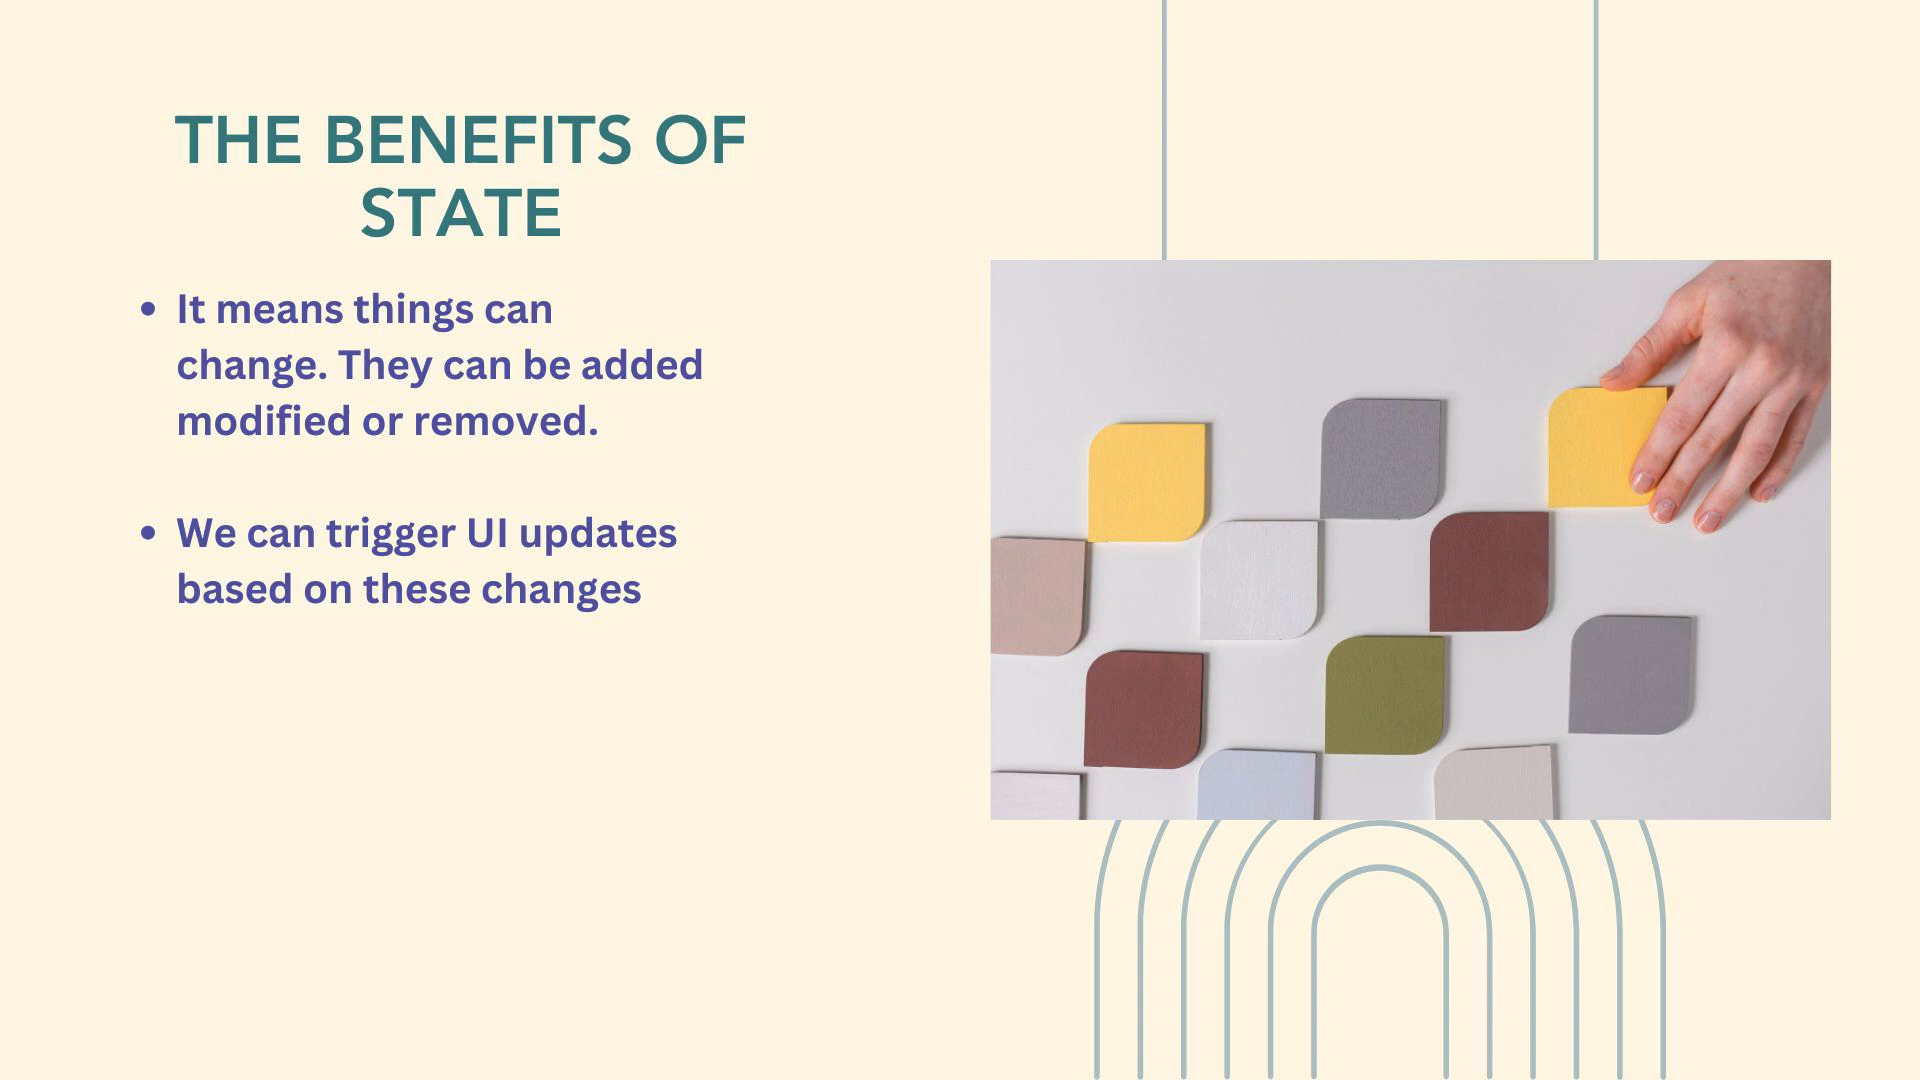 THE BENEFITS OF
STATE
• It means things can
change. They can be added
modified or removed.
• We can trigger UI updates
based on these changes